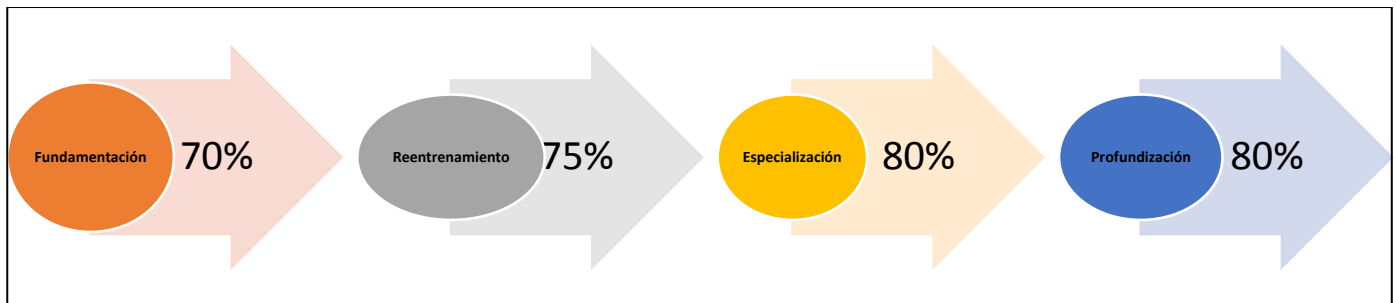 Fundamentación
70%
Reentrenamiento
75%
Especialización
80%
Profundización
80%